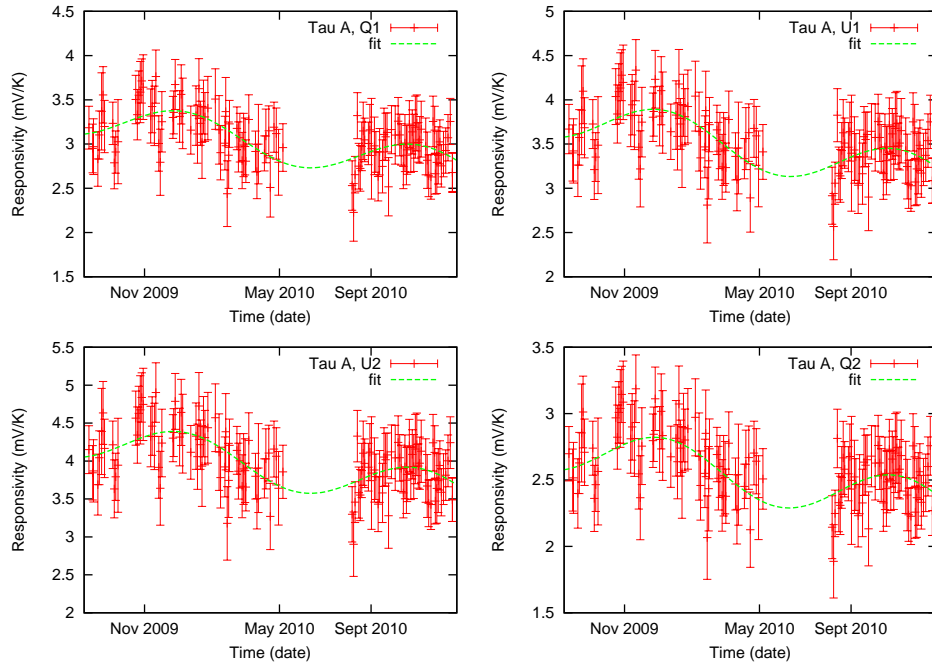 Tau A, Q1
fit
Responsivity (mV/K)
4.5
4
3.5
3
2.5
2
1.5
Nov 2009 May 2010 Sept 2010
Time (date)
Tau A, U1
fit
Responsivity (mV/K)
5
4.5
4
3.5
3
2.5
2
Nov 2009 May 2010 Sept 2010
Time (date)
Tau A, U2
fit
Responsivity (mV/K)
5.5
5
4.5
4
3.5
3
2.5
2
Nov 2009 May 2010 Sept 2010
Time (date)
Tau A, Q2
fit
Responsivity (mV/K)
3.5
3
2.5
2
1.5
Nov 2009 May 2010 Sept 2010
Time (date)